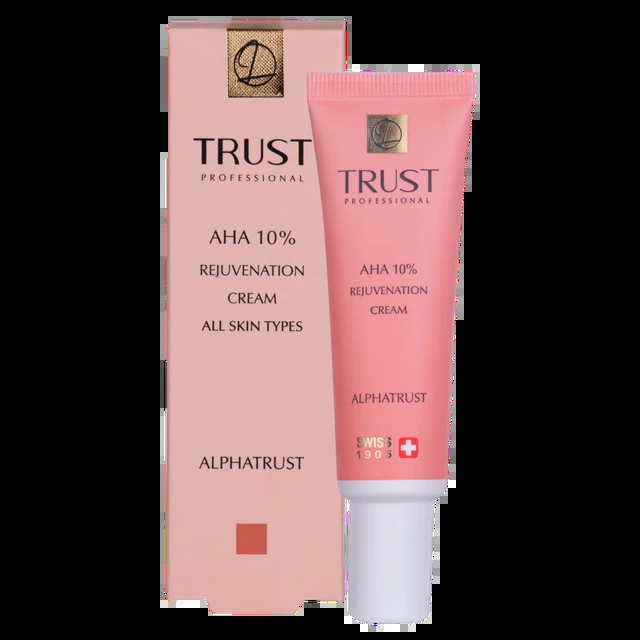 TRUST
PROFESSIONAL
AHA 10%
REJUVENATION
CREAM
ALL SKIN TYPES
ALPHATRUST
TRUST
PROFESSIONAL
AHA 10%
REJUVENATION
CREAM
ALPHATRUST
SWISS
1905